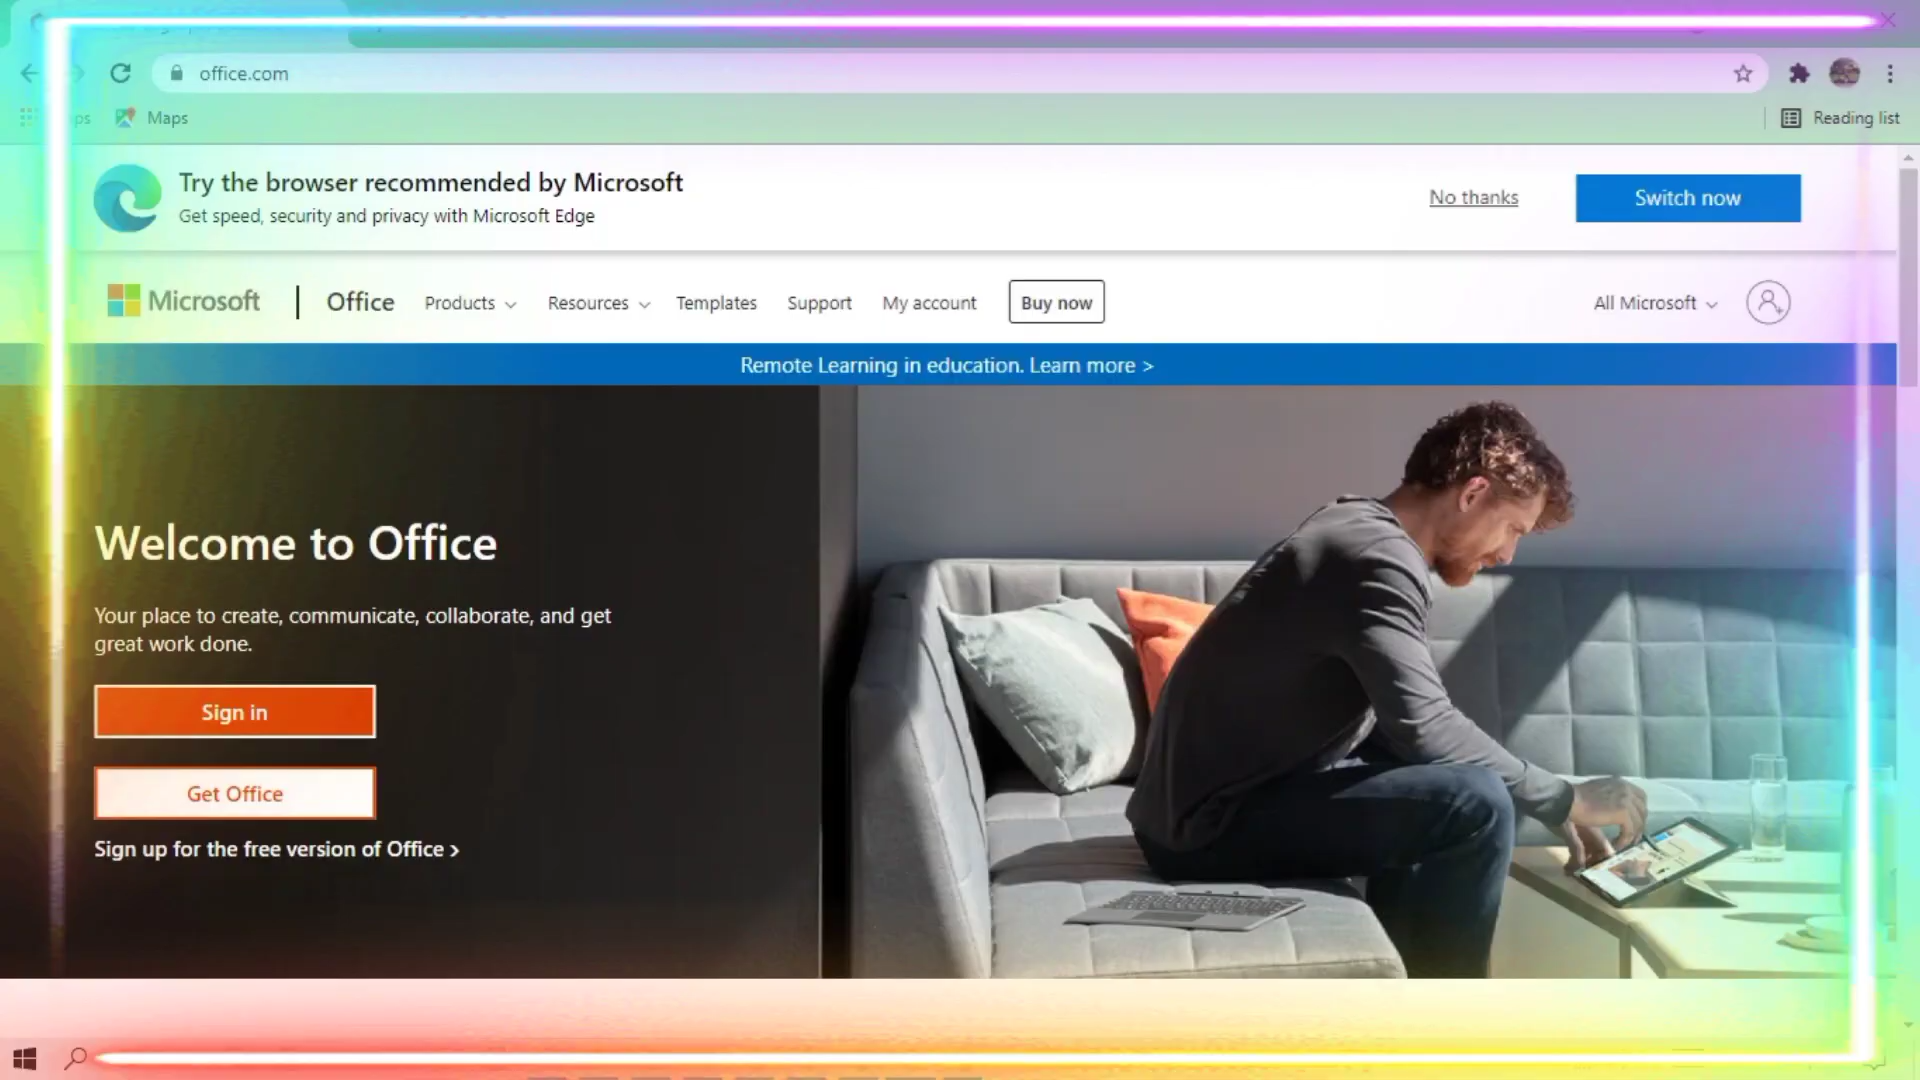 office.com
Maps
Reading list
Try the browser recommended by Microsoft
Get speed, security and privacy with Microsoft Edge
No thanks
Switch now
Microsoft
Office
Products
Resources
Templates
Support
My account
Buy now
All Microsoft
Remote Learning in education. Learn more >
Welcome to Office
Your place to create, communicate, collaborate, and get
great work done.
Sign in
Get Office
Sign up for the free version of Office >